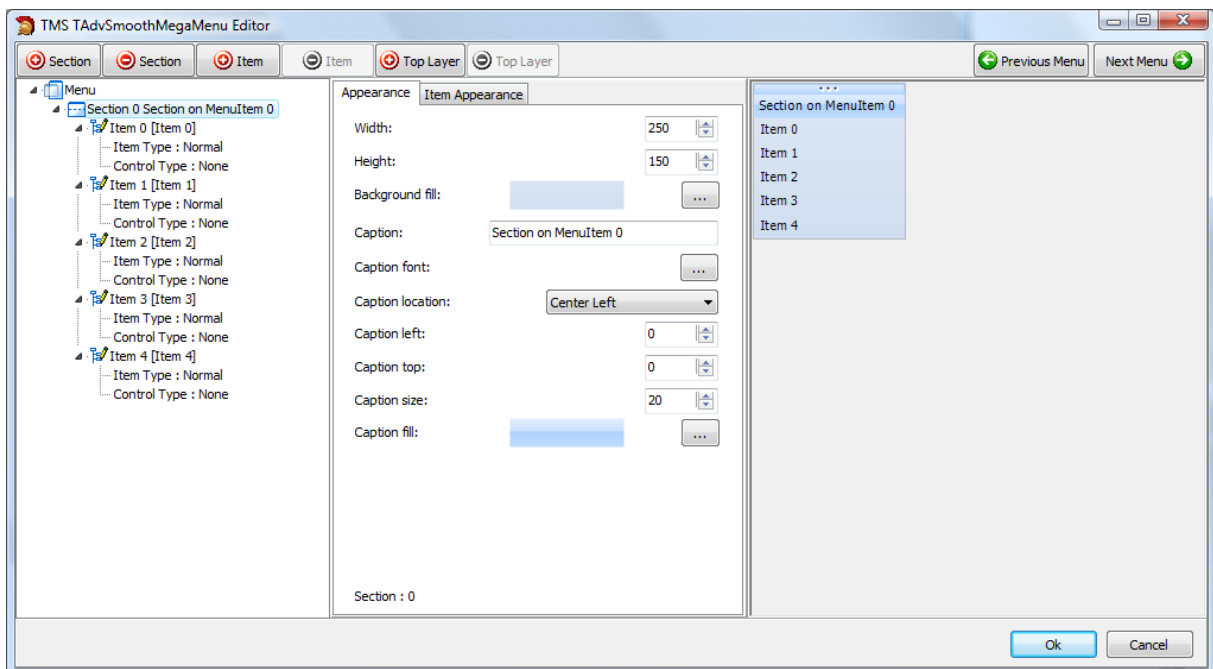 TMS TAdvSmoothMegaMenu Editor
Section
Section
Item
Item
Top Layer
Top Layer
Previous Menu
Next Menu
Menu
Section 0 Section on MenuItem 0
Item 0 [Item 0]
Item Type : Normal
Control Type : None
Item 1 [Item 1]
Item Type : Normal
Control Type : None
Item 2 [Item 2]
Item Type : Normal
Control Type : None
Item 3 [Item 3]
Item Type : Normal
Control Type : None
Item 4 [Item 4]
Item Type : Normal
Control Type : None
Appearance
Item Appearance
Width: 250
Height: 150
Background fill: ...
Caption: Section on MenuItem 0
Caption font: ...
Caption location: Center Left
Caption left: 0
Caption top: 0
Caption size: 20
Caption fill: ...
Section : 0
Section on MenuItem 0
Item 0
Item 1
Item 2
Item 3
Item 4
Ok
Cancel